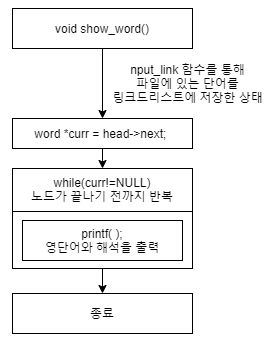 void show_word()
nput_link 함수를 통해
파일에 있는 단어를
링크드리스트에 저장한 상태
word *curr = head->next;
while(curr!=NULL)
노드가 끝나기 전까지 반복
printf( );
영단어와 해석을 출력
종료